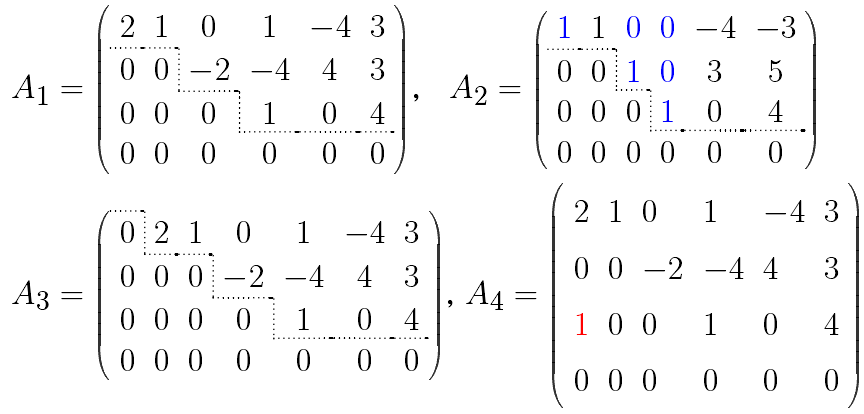 A₁ = ( 2 1 0 1 −4 3
0 0 −2 −4 4 3
0 0 0 1 0 4
0 0 0 0 0 0 ),
A₂ = ( 1 1 0 0 −4 −3
0 0 1 0 3 5
0 0 0 1 0 4
0 0 0 0 0 0 )
A₃ = ( 0 2 1 0 1 −4 3
0 0 0 −2 −4 4 3
0 0 0 0 1 0 4
0 0 0 0 0 0 0 ),
A₄ = ( 2 1 0 1 −4 3
0 0 −2 −4 4 3
1 0 0 1 0 4
0 0 0 0 0 0 )